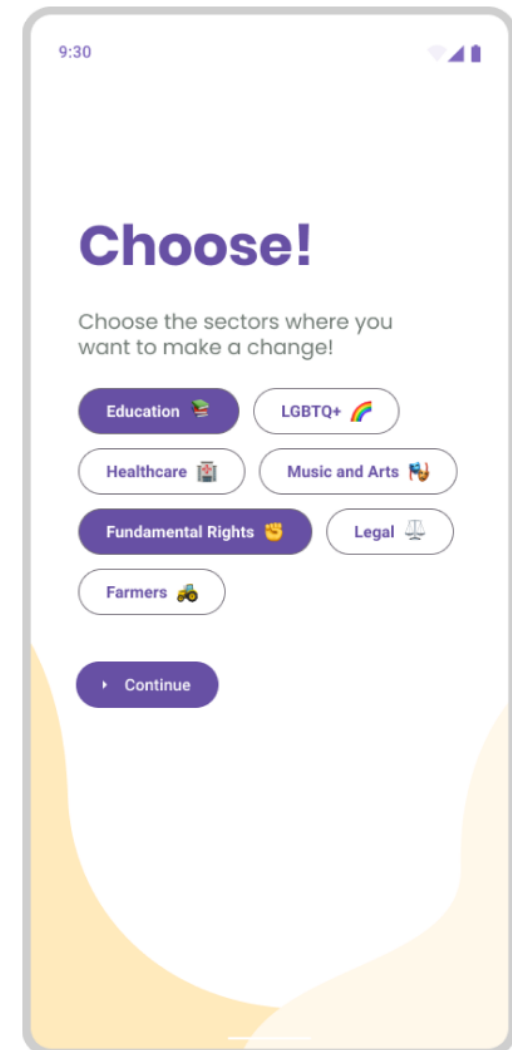 9:30
Choose!
Choose the sectors where you
want to make a change!
Education 📚
LGBTQ+ 🌈
Healthcare 🏥
Music and Arts 🎭
Fundamental Rights ✊
Legal ⚖️
Farmers 🚜
Continue